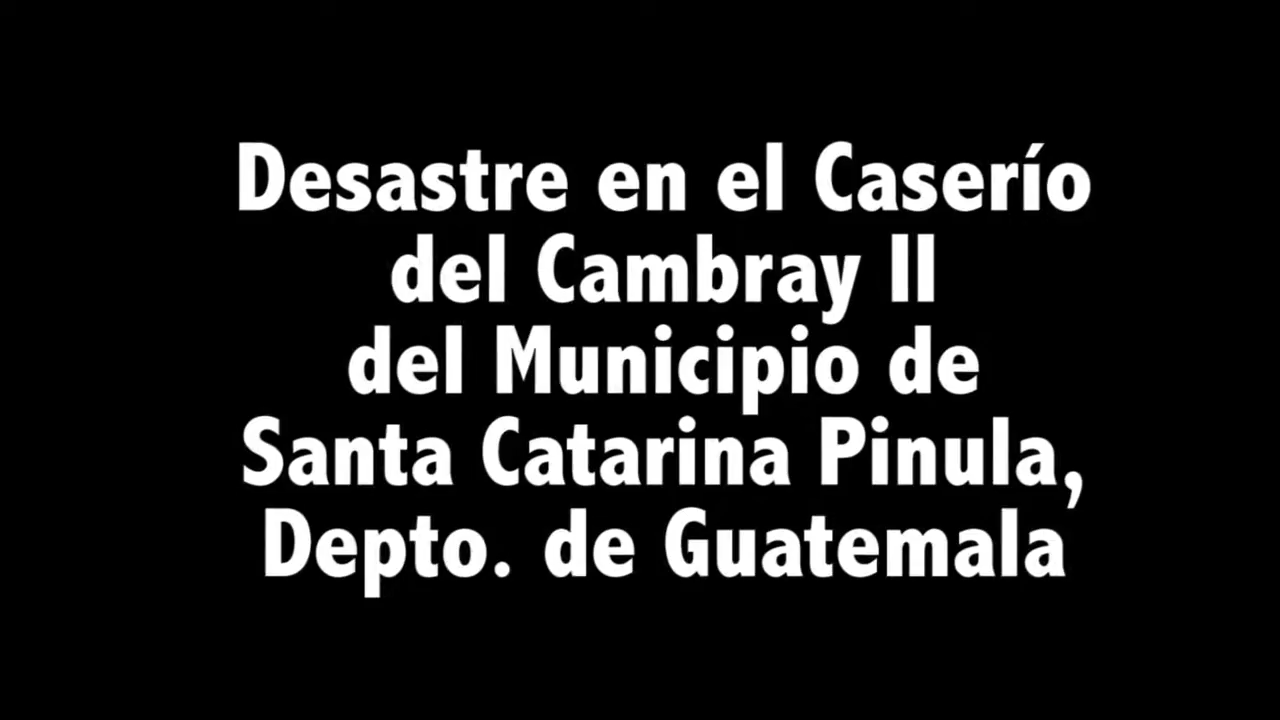 Desastre en el Caserío
del Cambray II
del Municipio de
Santa Catarina Pinula,
Depto. de Guatemala